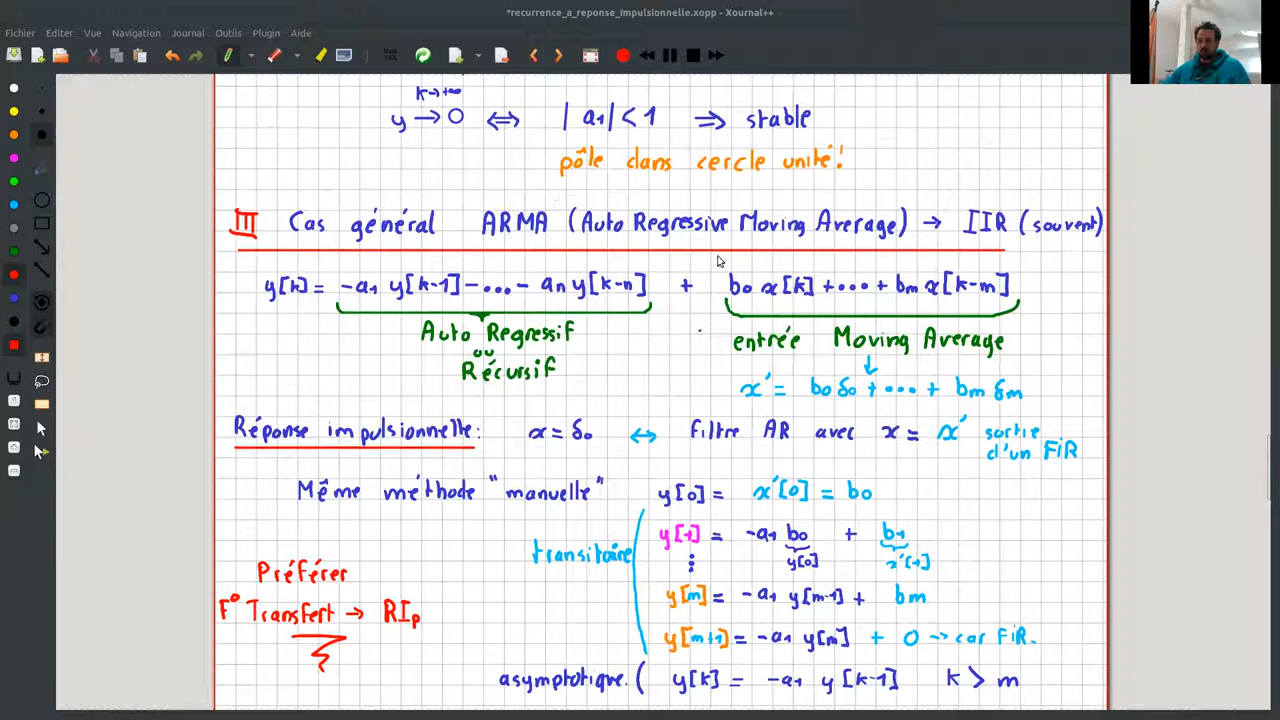 *recurrence_a_reponse_impulsionnelle.xopp - Xournal++
Fichier Editer Vue Navigation Journal Outils Plugin Aide
k→+∞
y → 0 ⇔ |a1| < 1 ⇒ stable
pôle dans cercle unité!
III Cas général ARMA (Auto Regressive Moving Average) → IIR (souvent)
y[k] = -a1 y[k-1] - ... - an y[k-n] + b0 x[k] + ... + bm x[k-m]
Auto Regressif
ou
Récursif
entrée Moving Average
x' = b0 δ0 + ... + bm δm
Réponse impulsionnelle: x = δ0 ↔ filtre AR avec x = x' sortie
d'un FiR
Même méthode "manuelle" y[0] = x'[0] = b0
transitoire
y[1] = -a1 b0 + b1
y[0] x'[1]
⋮
y[m] = -a1 y[m-1] + bm
y[m+1] = -a1 y[m] + 0 → car FiR.
Préférer
F° Transfert → RIp
asymptotique. ( y[k] = -a1 y[k-1] k > m